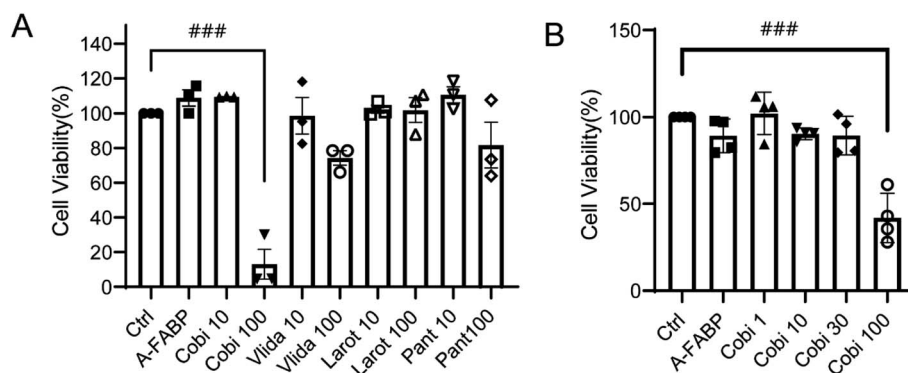 A
###
Cell Viability(%)
140
120
100
80
60
40
20
0
Ctrl
A-FABP
Cobi 10
Cobi 100
Vlida 10
Vlida 100
Larot 10
Larot 100
Pant 10
Pant100
B
###
Cell Viability(%)
150
100
50
0
Ctrl
A-FABP
Cobi 1
Cobi 10
Cobi 30
Cobi 100